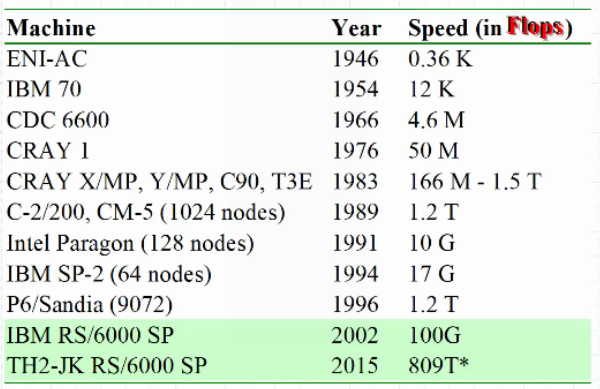 Machine Year Speed (in Flops)
ENI-AC 1946 0.36 K
IBM 70 1954 12 K
CDC 6600 1966 4.6 M
CRAY 1 1976 50 M
CRAY X/MP, Y/MP, C90, T3E 1983 166 M - 1.5 T
C-2/200, CM-5 (1024 nodes) 1989 1.2 T
Intel Paragon (128 nodes) 1991 10 G
IBM SP-2 (64 nodes) 1994 17 G
P6/Sandia (9072) 1996 1.2 T
IBM RS/6000 SP 2002 100G
TH2-JK RS/6000 SP 2015 809T*